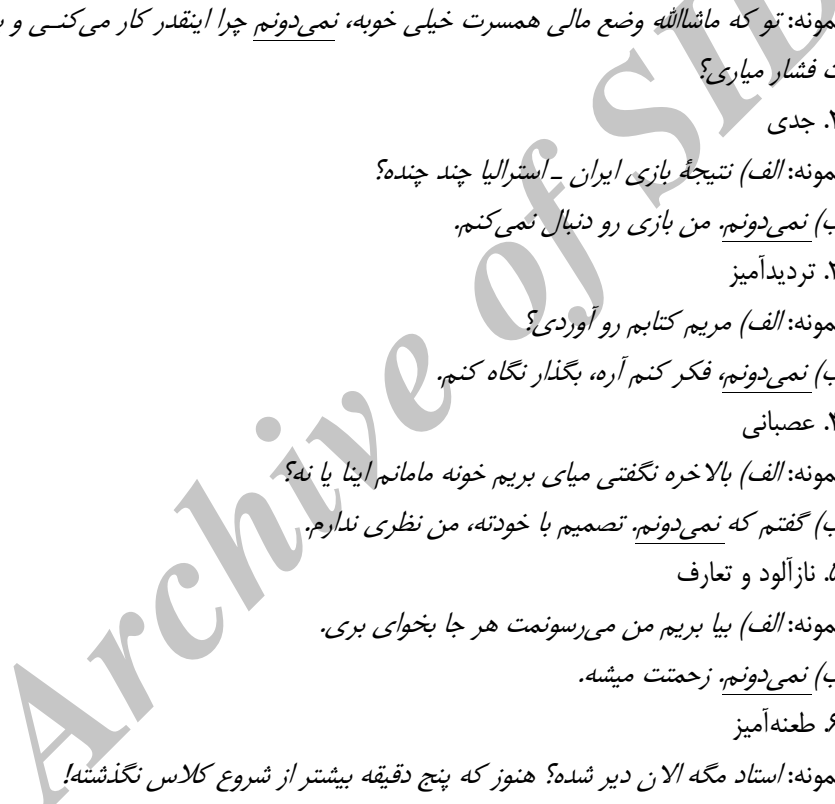 نمونه: تو که ماشاالله وضع مالی همسرت خیلی خوبه، نمی‌دونم چرا اینقدر کار می‌کنی و
فشار میاری؟
جدی
نمونه: الف) نتیجهٔ بازی ایران ـ استرالیا چند چنده؟
ب) نمی‌دونم. من بازی رو دنبال نمی‌کنم.
تردیدآمیز
نمونه: الف) مریم کتابم رو آوردی؟
ب) نمی‌دونم، فکر کنم آره، بگذار نگاه کنم.
عصبانی
نمونه: الف) بالاخره نگفتی میای بریم خونه مامانم اینا یا نه؟
ب) گفتم که نمی‌دونم. تصمیم با خودته، من نظری ندارم.
۵. نازآلود و تعارف
نمونه: الف) بیا بریم من می‌رسونمت هر جا بخوای بری.
ب) نمی‌دونم. زحمتت میشه.
۶. طعنه‌آمیز
نمونه: استاد مگه الان دیر شده؟ هنوز که پنج دقیقه بیشتر از شروع کلاس نگذشته!
Archive of SID